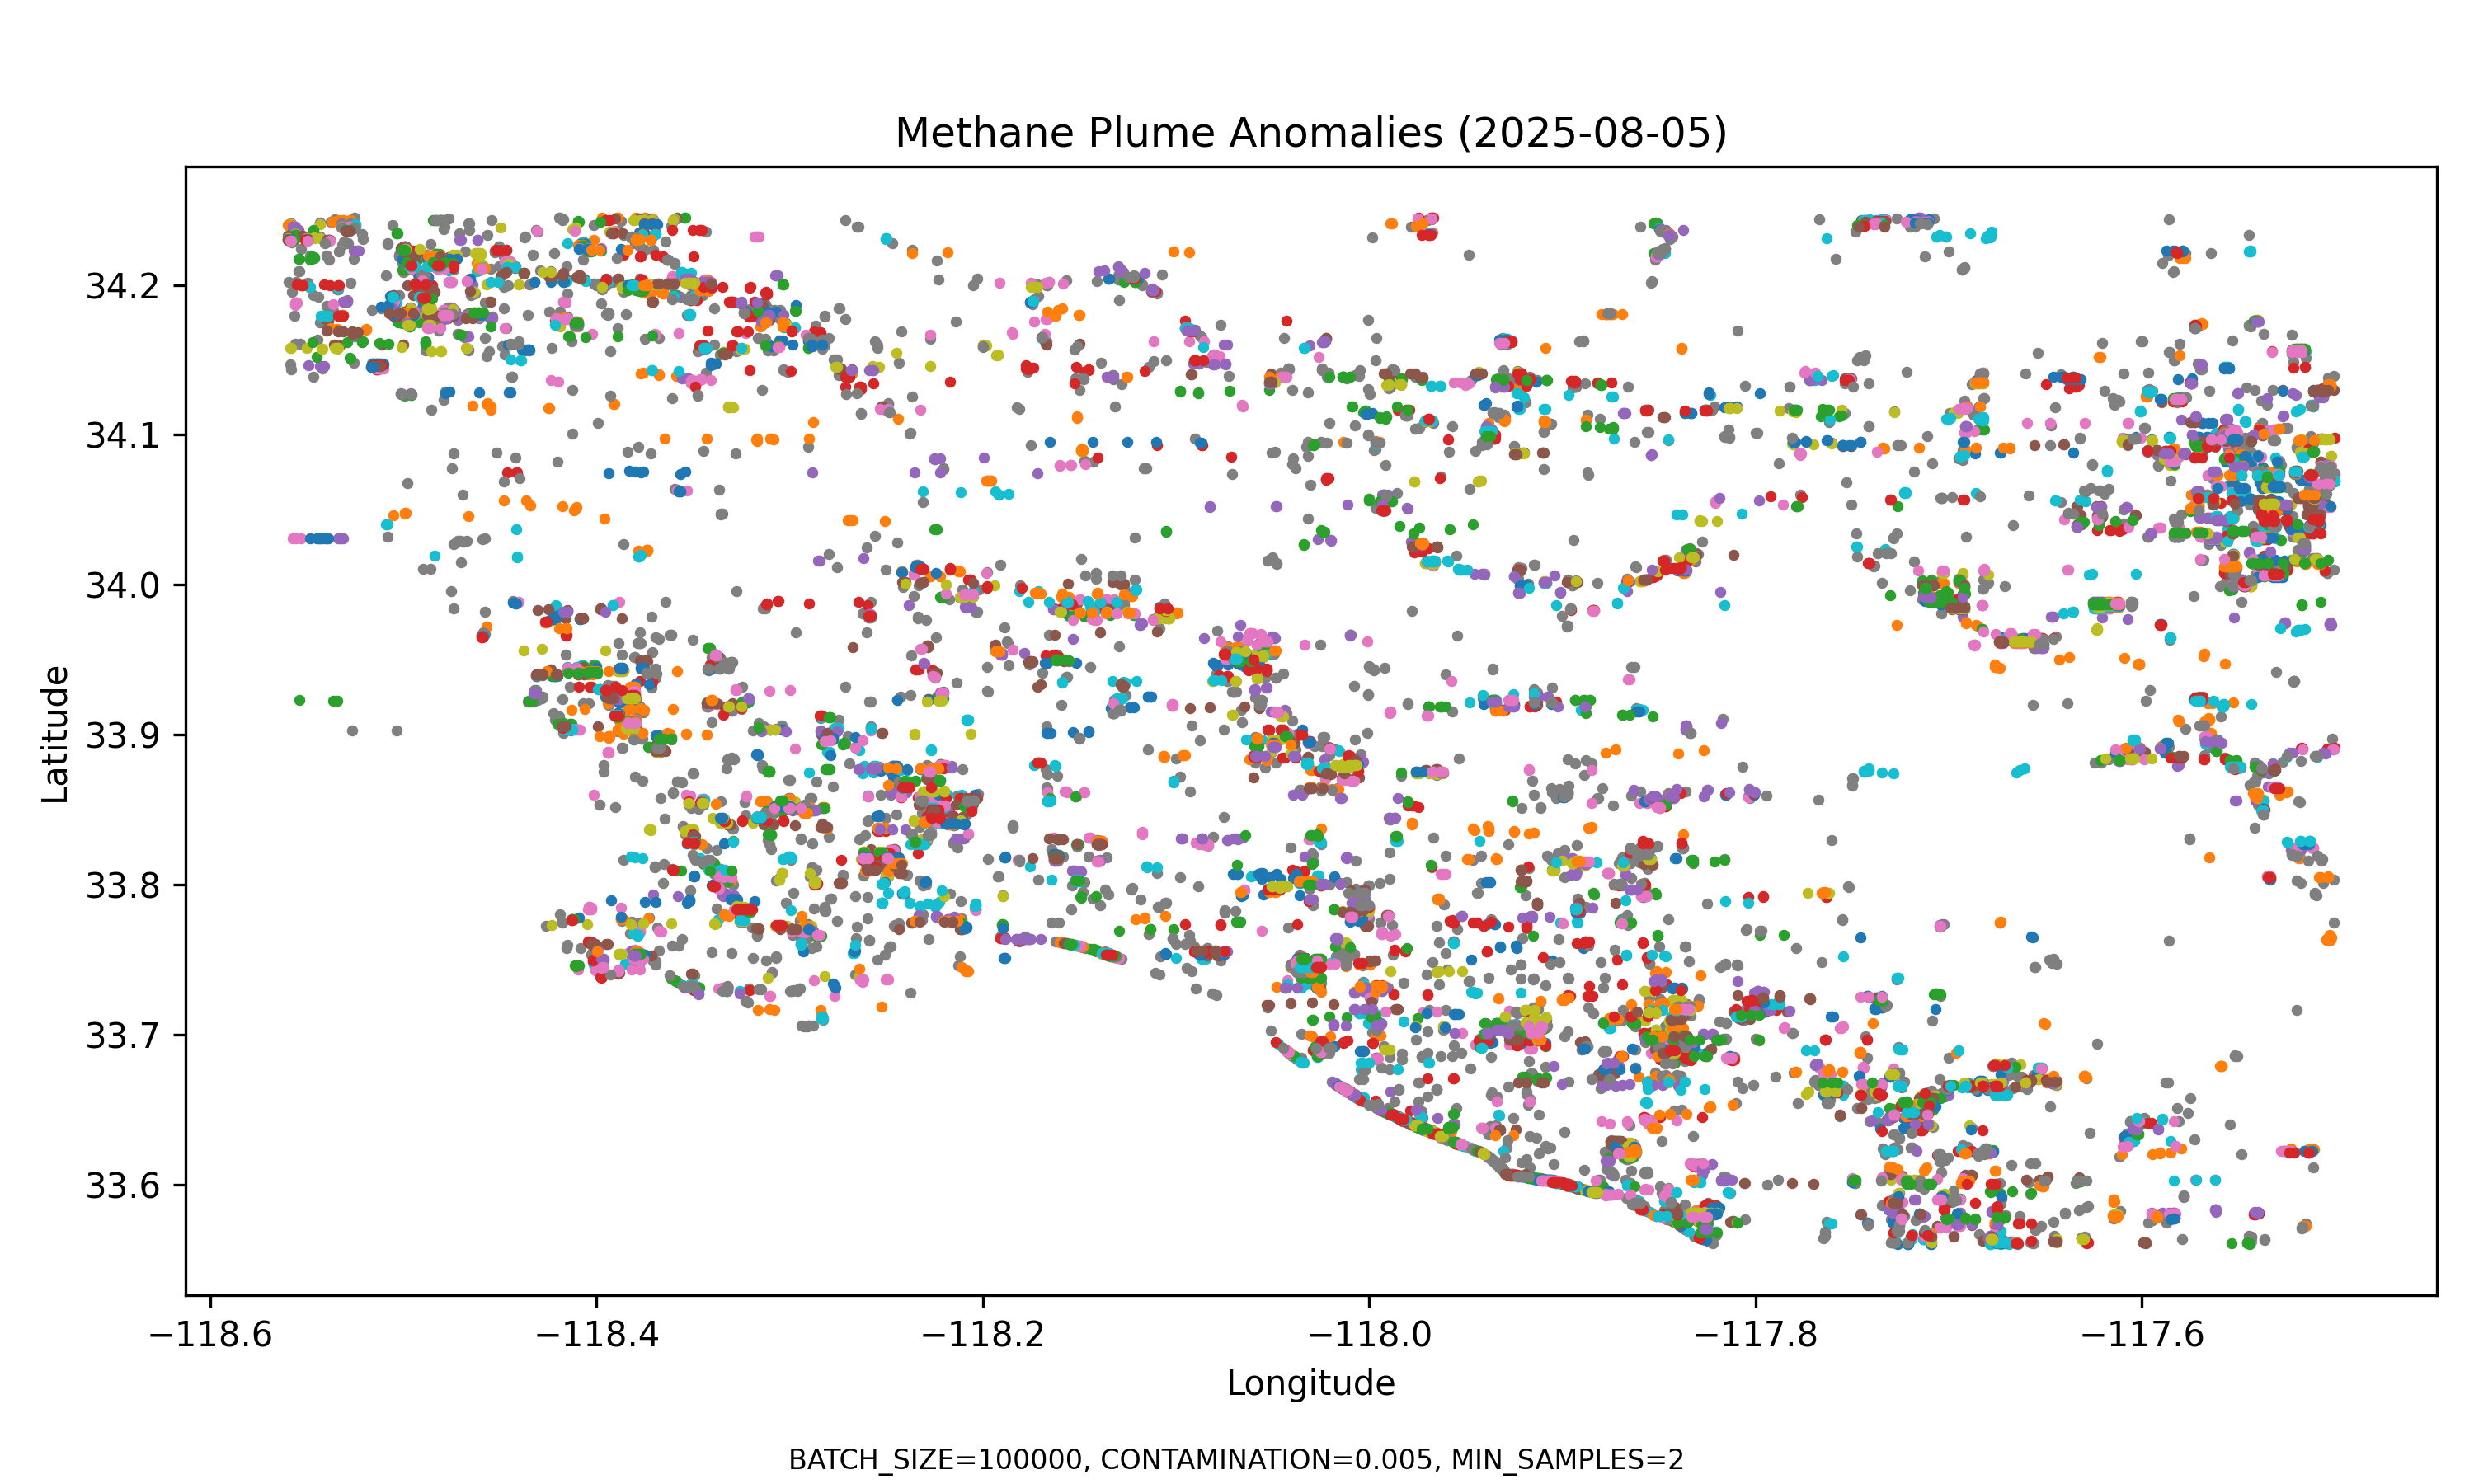 Methane Plume Anomalies (2025-08-05)
34.2
34.1
34.0
33.9
33.8
33.7
33.6
Latitude
−118.6 −118.4 −118.2 −118.0 −117.8 −117.6
Longitude
BATCH_SIZE=100000, CONTAMINATION=0.005, MIN_SAMPLES=2